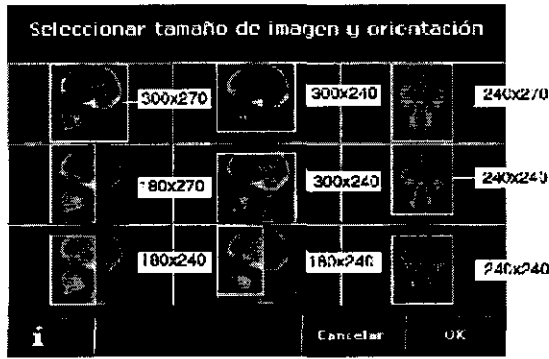 Seleccionar tamaño de imagen y orientación
300x270 300x240 240x270
180x270 300x240 240x240
180x240 180x240 240x240
i Cancelar OK